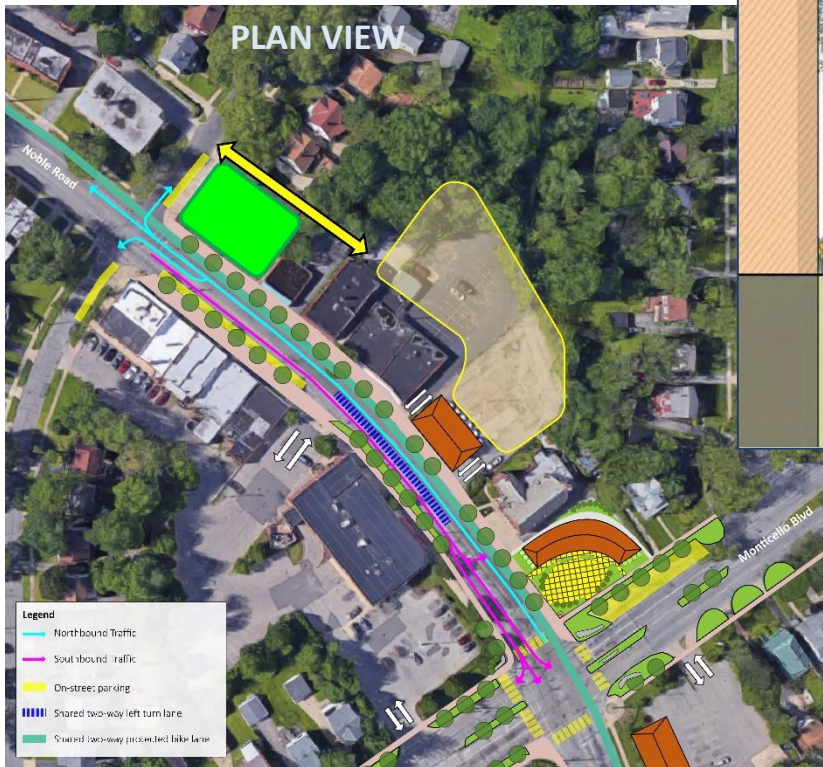 PLAN VIEW
Noble Road
Monticello Blvd
Legend
Northbound Traffic
Southbound Traffic
On-street parking
Shared two-way left turn lane
Shared two-way protected bike lane